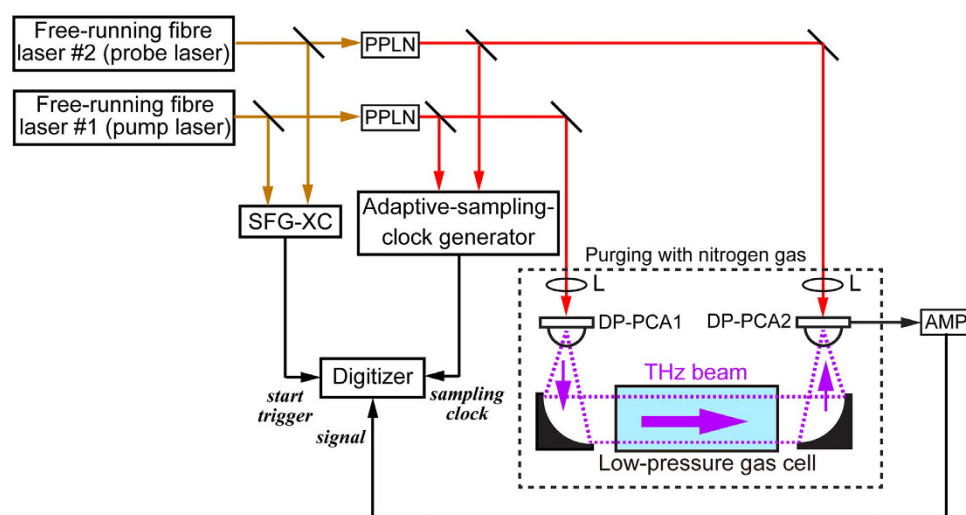 Free-running fibre
laser #2 (probe laser)
PPLN
Free-running fibre
laser #1 (pump laser)
PPLN
SFG-XC
Adaptive-sampling-
clock generator
Purging with nitrogen gas
L
L
DP-PCA1
DP-PCA2
AMP
Digitizer
start
trigger
sampling
clock
signal
THz beam
Low-pressure gas cell